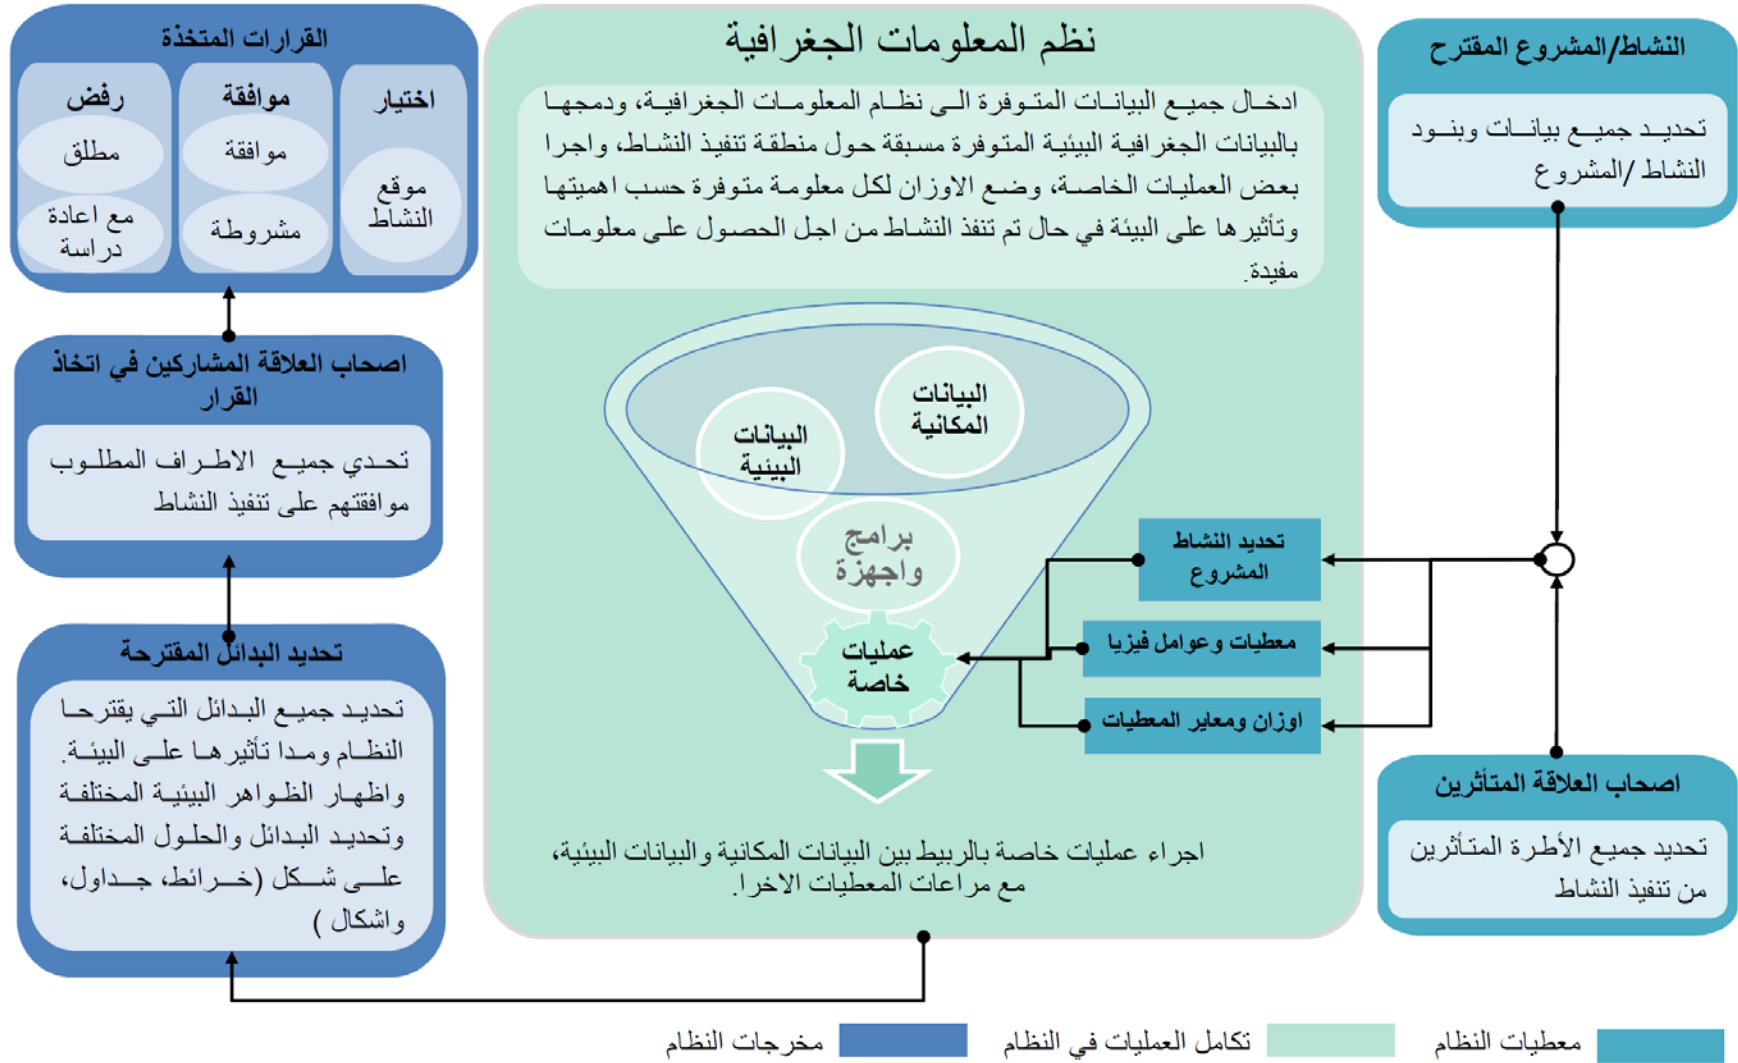 النشاط/المشروع المقترح
تحديد جميع بيانات وبنود
النشاط /المشروع
نظم المعلومات الجغرافية
ادخال جميع البيانات المتوفرة الى نظام المعلومات الجغرافية، ودمجها
بالبيانات الجغرافية البيئية المتوفرة مسبقة حول منطقة تنفيذ النشاط، واجرا
بعض العمليات الخاصة، وضع الاوزان لكل معلومة متوفرة حسب اهميتها
وتأثيرها على البيئة في حال تم تنفذ النشاط من اجل الحصول على معلومات
مفيدة.
القرارات المتخذة
اختيار
موقع
النشاط
موافقة
موافقة
مشروطة
رفض
مطلق
مع اعادة
دراسة
البيانات
المكانية
البيانات
البيئية
برامج
واجهزة
عمليات
خاصة
تحديد النشاط
المشروع
معطيات وعوامل فيزيا
اوزان ومعاير المعطيات
اصحاب العلاقة المتأثرين
تحديد جميع الأطرة المتأثرين
من تنفيذ النشاط
اجراء عمليات خاصة بالربيط بين البيانات المكانية والبيانات البيئية،
مع مراعات المعطيات الاخرا.
اصحاب العلاقة المشاركين في اتخاذ
القرار
تحدي جميع الاطراف المطلوب
موافقتهم على تنفيذ النشاط
تحديد البدائل المقترحة
تحديد جميع البدائل التي يقترحا
النظام ومدا تأثيرها على البيئة.
واظهار الظواهر البيئية المختلفة
وتحديد البدائل والحلول المختلفة
على شكل (خرائط، جداول،
واشكال )
معطيات النظام
تكامل العمليات في النظام
مخرجات النظام